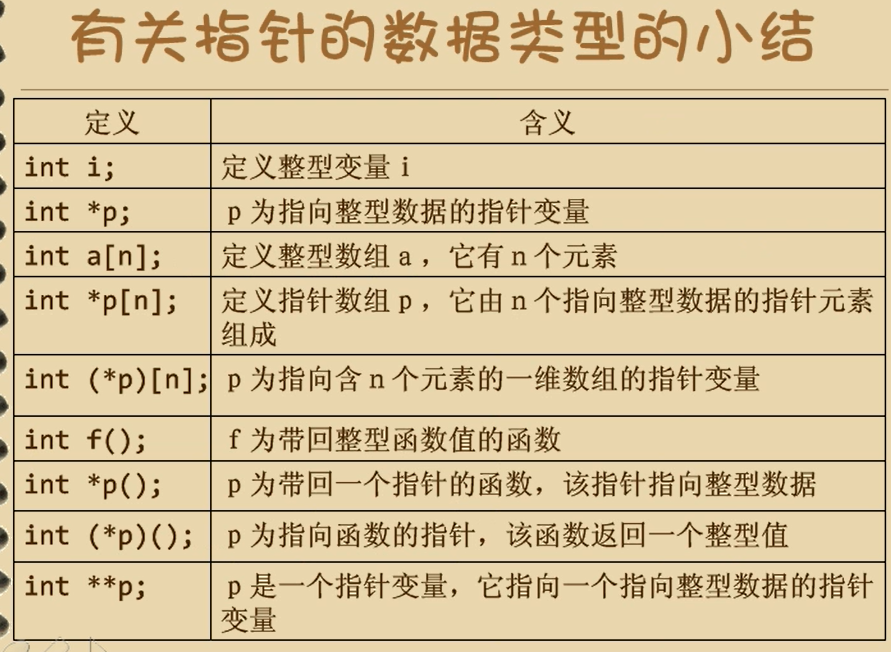 有关指针的数据类型的小结
定义 含义
int i; 定义整型变量 i
int *p; p 为指向整型数据的指针变量
int a[n]; 定义整型数组 a ，它有 n 个元素
int *p[n]; 定义指针数组 p ，它由 n 个指向整型数据的指针元素
组成
int (*p)[n]; p 为指向含 n 个元素的一维数组的指针变量
int f(); f 为带回整型函数值的函数
int *p(); p 为带回一个指针的函数，该指针指向整型数据
int (*p)(); p 为指向函数的指针，该函数返回一个整型值
int **p; p 是一个指针变量，它指向一个指向整型数据的指针
变量